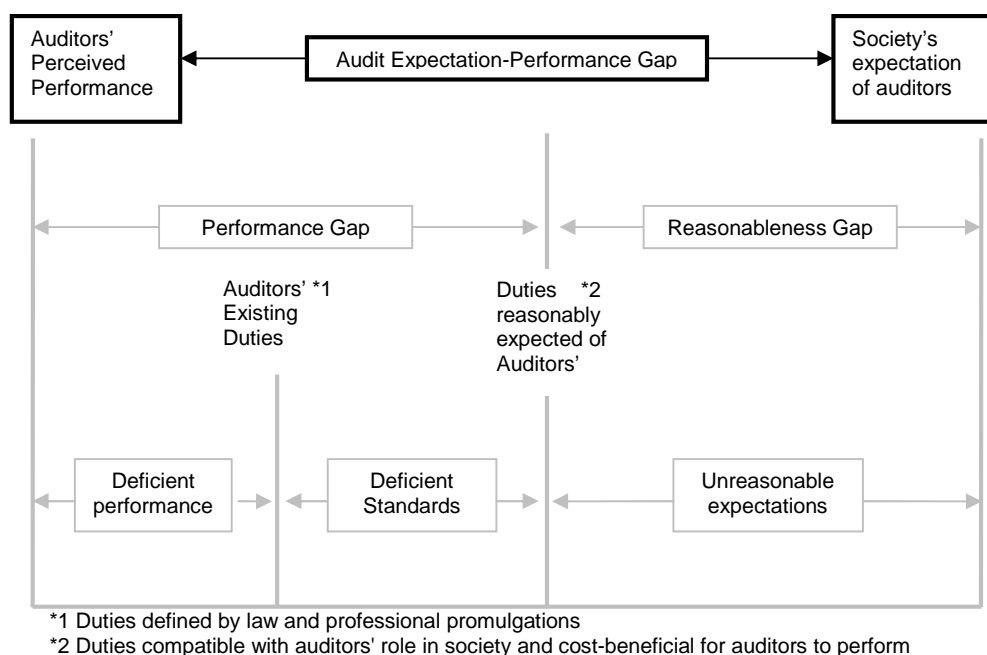 Auditors’
Perceived
Performance
Audit Expectation-Performance Gap
Society’s
expectation
of auditors
Performance Gap
Reasonableness Gap
Auditors’ *1
Existing
Duties
Duties *2
reasonably
expected of
Auditors’
Deficient
performance
Deficient
Standards
Unreasonable
expectations
*1 Duties defined by law and professional promulgations
*2 Duties compatible with auditors' role in society and cost-beneficial for auditors to perform